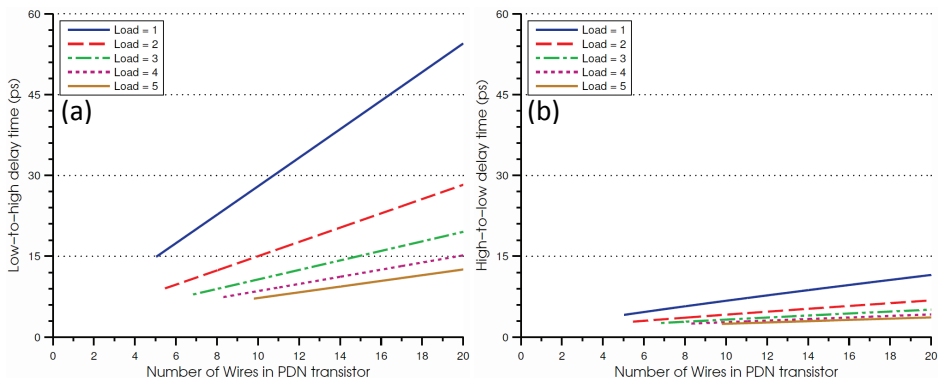 60
45
30
15
0
Low-to-high delay time (ps)
Load = 1
Load = 2
Load = 3
Load = 4
Load = 5
(a)
0 2 4 6 8 10 12 14 16 18 20
Number of Wires in PDN transistor
60
45
30
15
0
High-to-low delay time (ps)
Load = 1
Load = 2
Load = 3
Load = 4
Load = 5
(b)
0 2 4 6 8 10 12 14 16 18 20
Number of Wires in PDN transistor